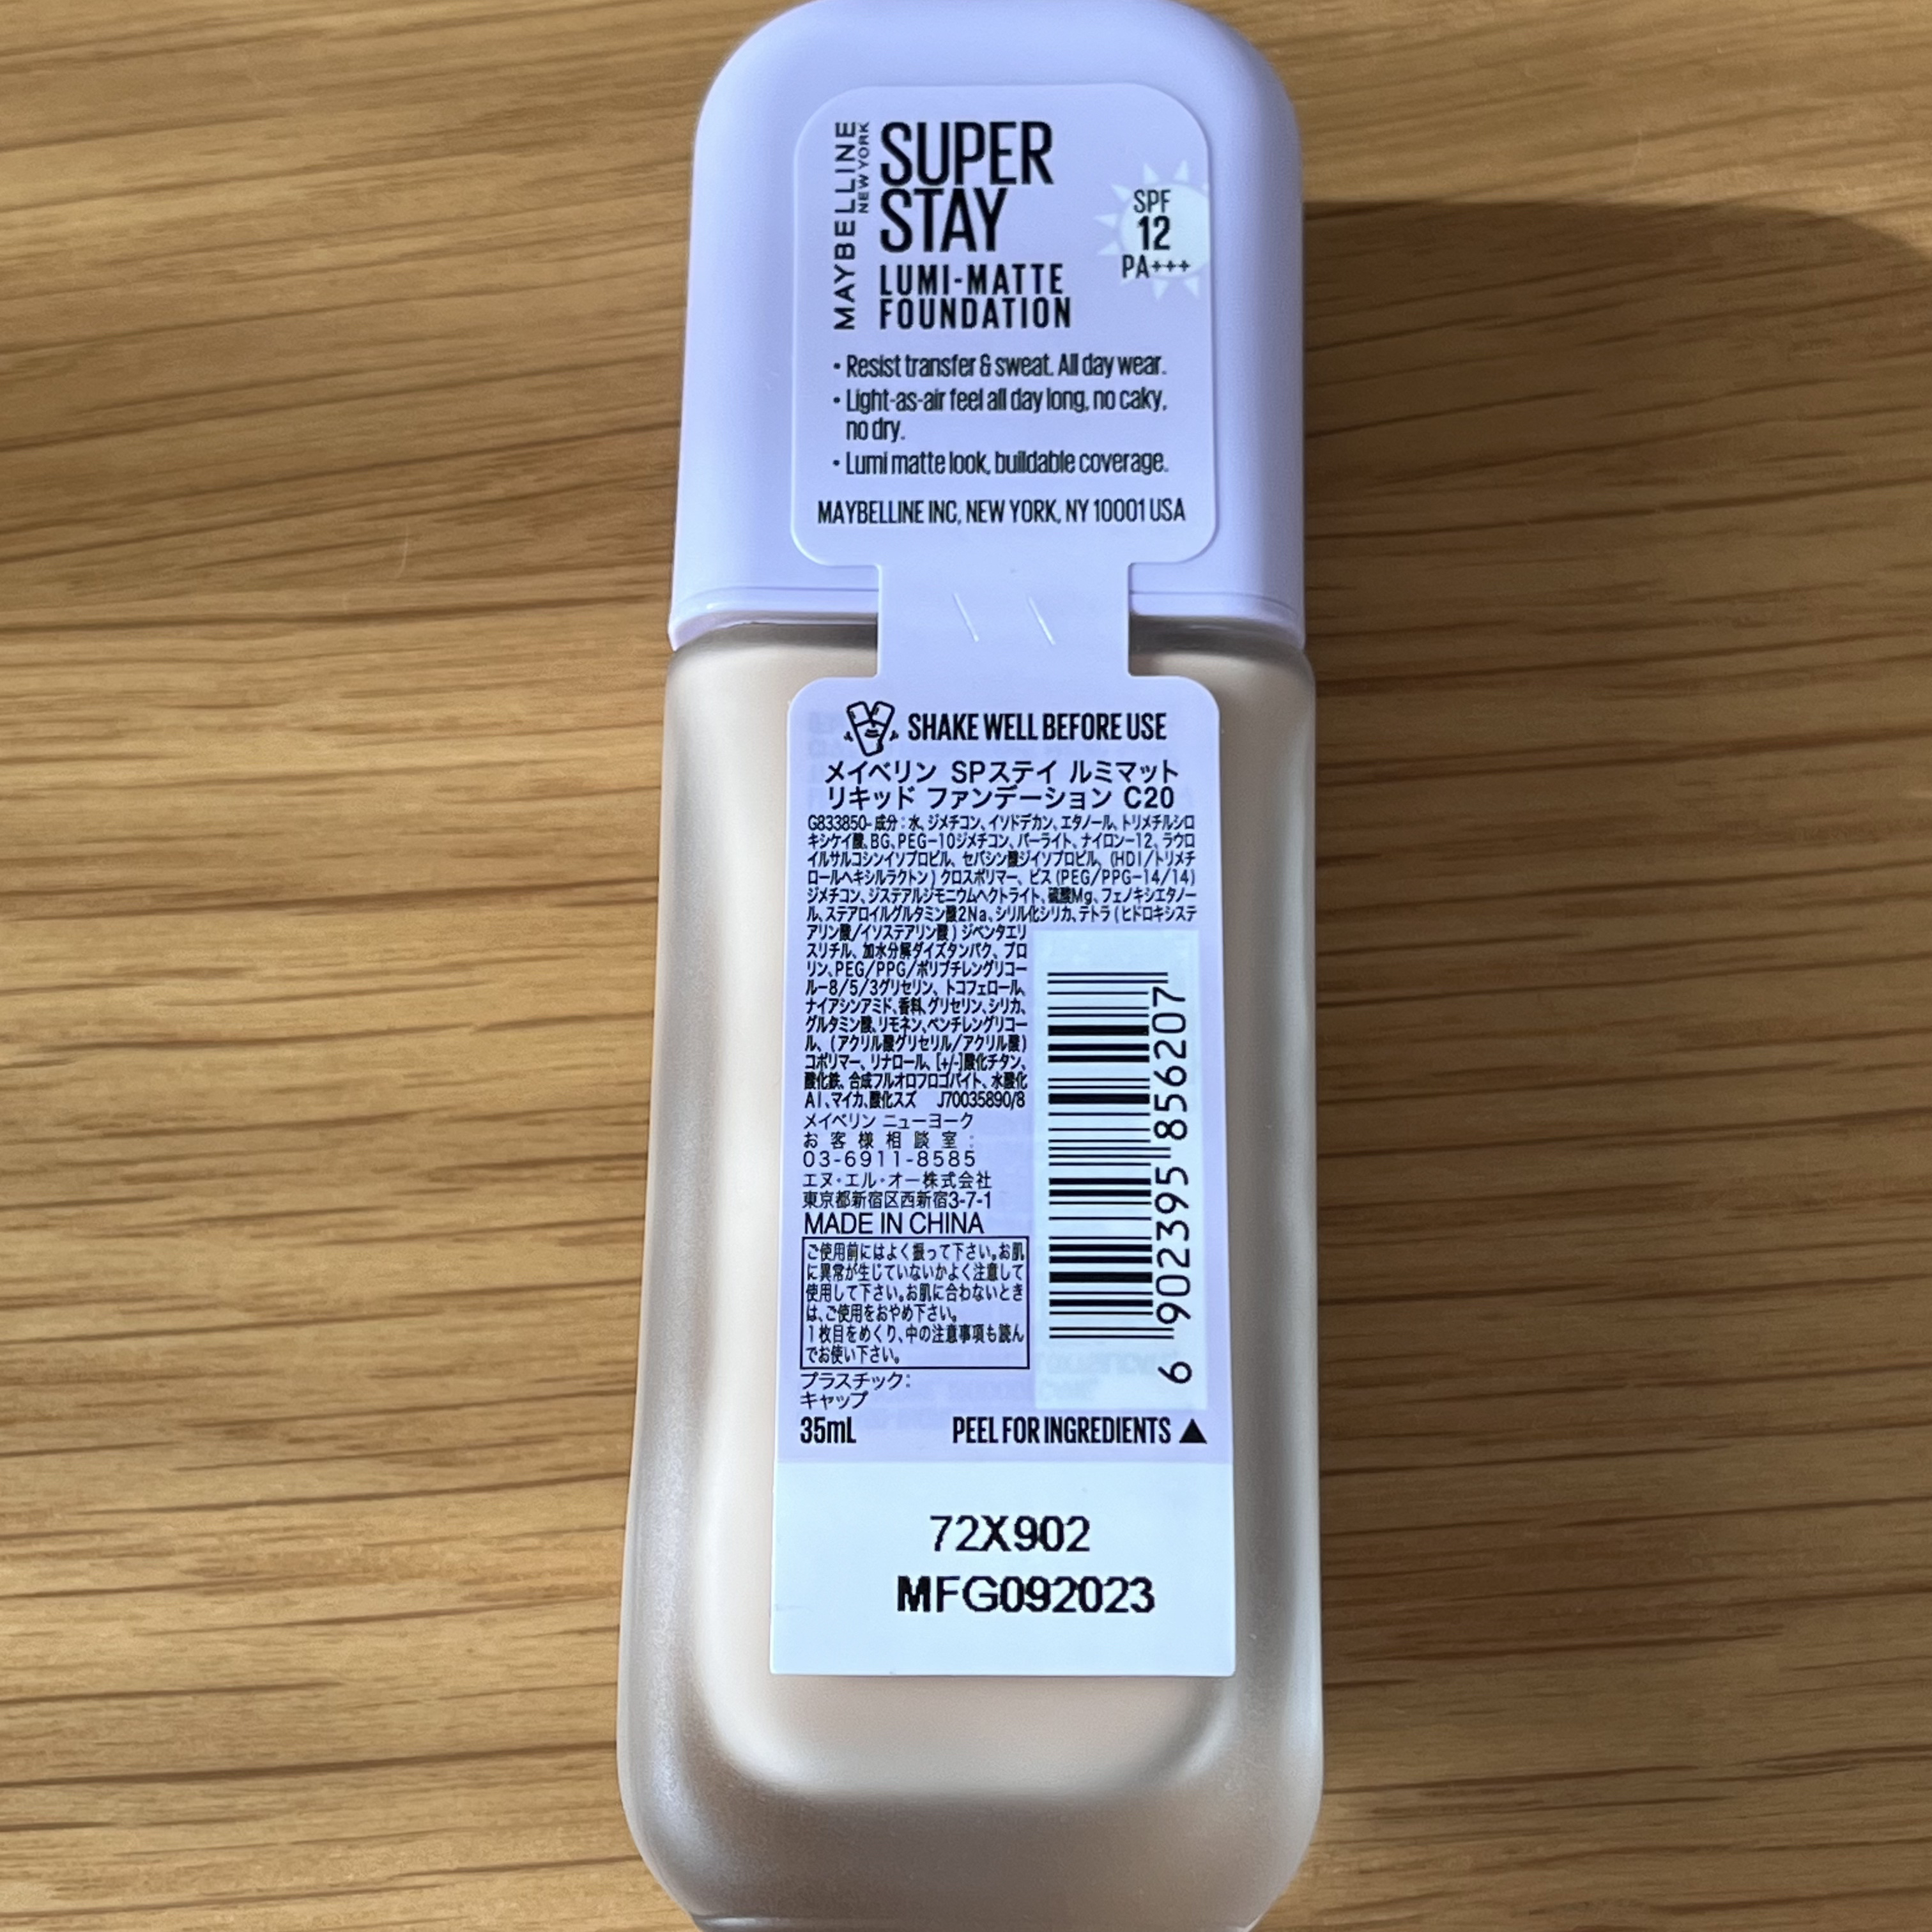 MAYBELLINE
NEW YORK
SUPER
STAY
LUMI-MATTE
FOUNDATION
SPF
12
PA+++
• Resist transfer & sweat. All day wear.
• Light-as-air feel all day long, no caky,
no dry.
• Lumi matte look, buildable coverage.
MAYBELLINE INC, NEW YORK, NY 10001 USA
SHAKE WELL BEFORE USE
メイベリン SPステイ ルミマット
リキッド ファンデーション C20
G833850- 成分：水、ジメチコン、イソドデカン、エタノール、トリメチルシロ
キシケイ酸、BG、PEG-10ジメチコン、パーライト、ナイロン-12、ラウロ
イルサルコシンイソプロピル、セバシン酸ジイソプロピル、(HDI/トリメチ
ロールヘキシルラクトン) クロスポリマー、ビス (PEG/PPG-14/14)
ジメチコン、ジステアルジモニウムヘクトライト、硫酸Mg、フェノキシエタノー
ル、ステアロイルグルタミン酸2Na、シリル化シリカ、テトラ (ヒドロキシステ
アリン酸/イソステアリン酸) ジペンタエリ
スリチル、加水分解ダイズタンパク、プロ
リン、PEG/PPG/ポリブチレングリコー
ル-8/5/3グリセリン、トコフェロール、
ナイアシンアミド、香料、グリセリン、シリカ、
グルタミン酸、リモネン、ペンチレングリコー
ル、(アクリル酸グリセリル/アクリル酸)
コポリマー、リナロール、[+/-]酸化チタン、
酸化鉄、合成フルオロフロゴパイト、水酸化
Al、マイカ、酸化スズ J70035890/8
メイベリン ニューヨーク
お客様相談室：
03-6911-8585
エヌ・エル・オー株式会社
東京都新宿区西新宿3-7-1
MADE IN CHINA
ご使用前にはよく振って下さい。お肌
に異常が生じていないかよく注意して
使用して下さい。お肌に合わないとき
は、ご使用をおやめ下さい。
1枚目をめくり、中の注意事項も読ん
でお使い下さい。
プラスチック：
キャップ
6 902395 856207
35mL
PEEL FOR INGREDIENTS ▲
72X902
MFG092023